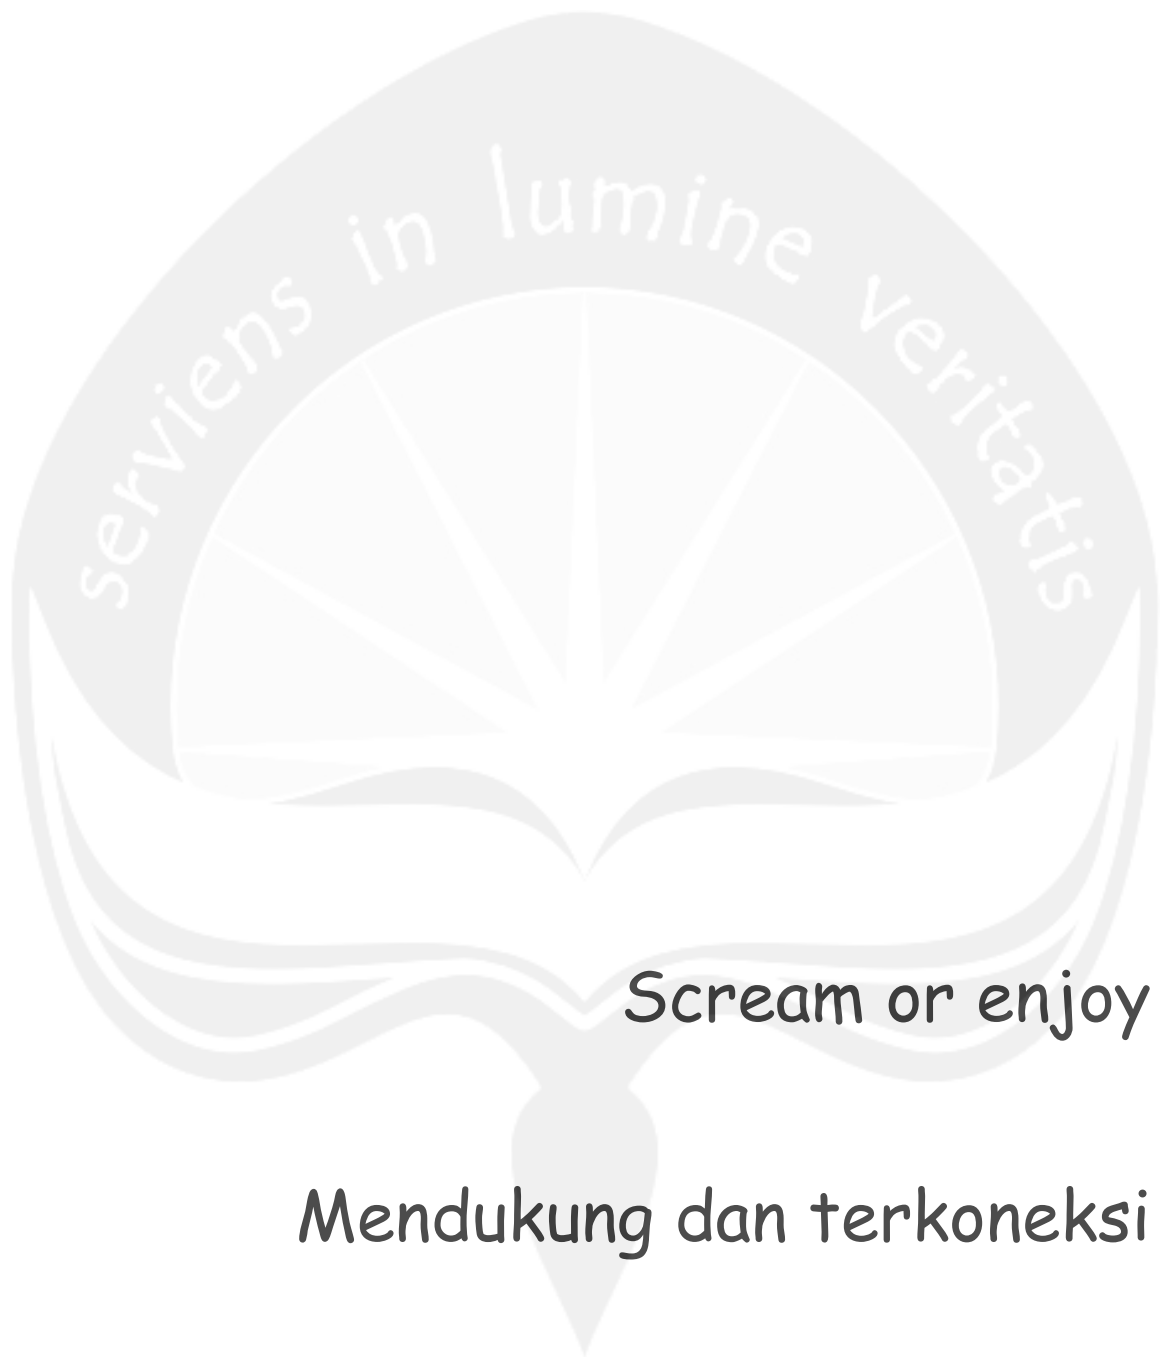 serviens in lumine veritatis
Scream or enjoy
Mendukung dan terkoneksi